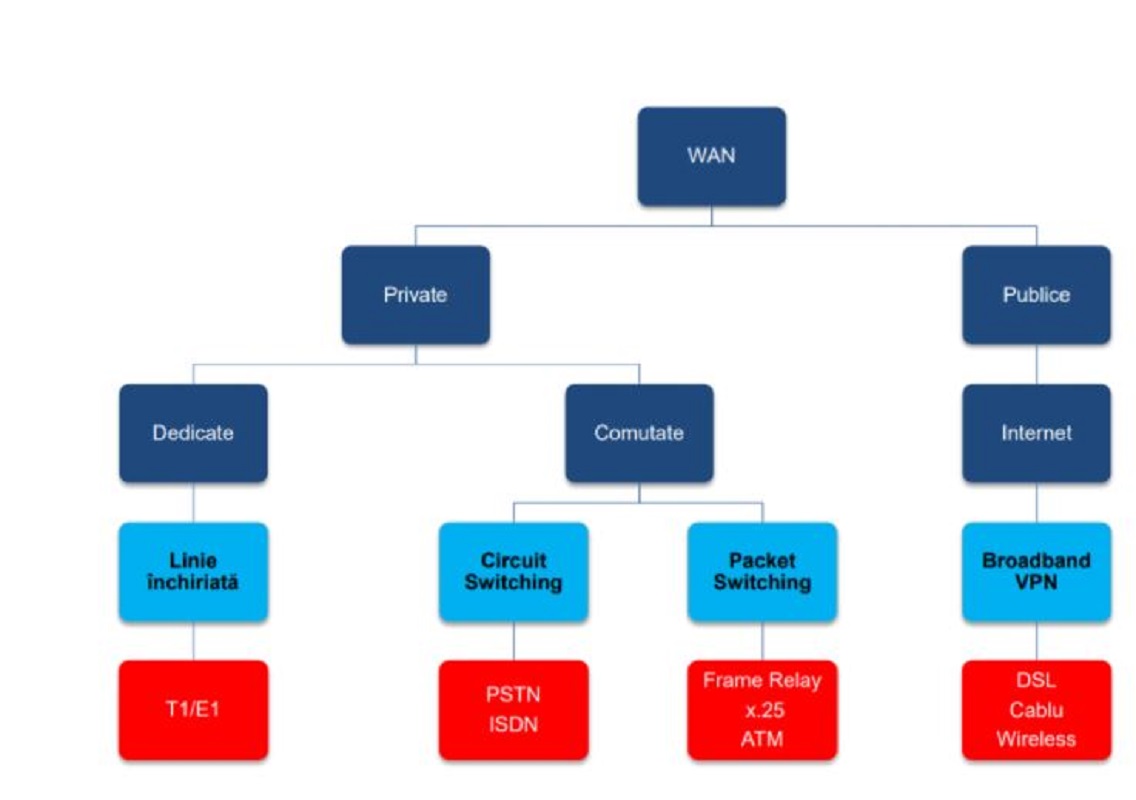 WAN
Private
Publice
Dedicate
Comutate
Internet
Linie
închiriată
Circuit
Switching
Packet
Switching
Broadband
VPN
T1/E1
PSTN
ISDN
Frame Relay
x.25
ATM
DSL
Cablu
Wireless